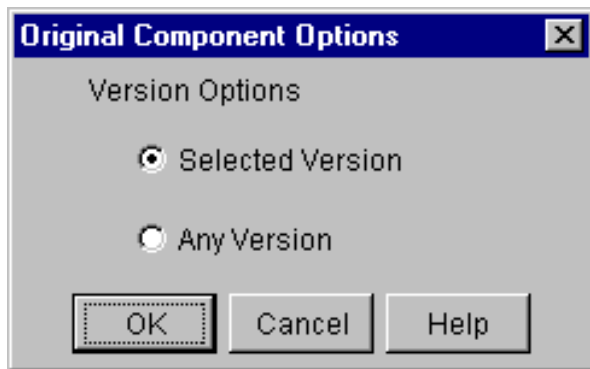 Original Component Options
Version Options
Selected Version
Any Version
OK Cancel Help